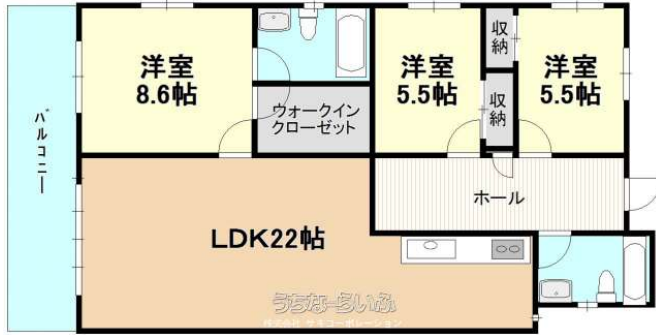 洋室
8.6帖
洋室
5.5帖
収納
収納
洋室
5.5帖
ウォークイン
クローゼット
バルコニー
ホール
LDK22帖
うちなーらいふ